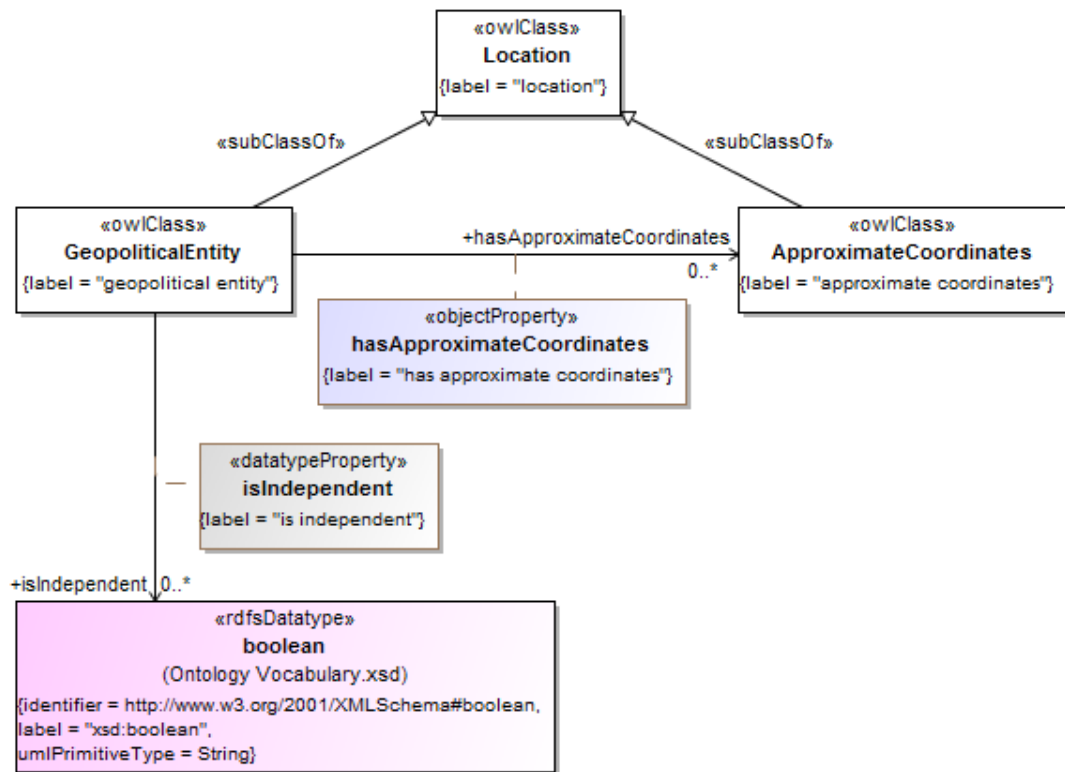 «owlClass»
Location
{label = "location"}
«subClassOf»
«subClassOf»
«owlClass»
GeopoliticalEntity
{label = "geopolitical entity"}
+hasApproximateCoordinates
0..*
«owlClass»
ApproximateCoordinates
{label = "approximate coordinates"}
«objectProperty»
hasApproximateCoordinates
{label = "has approximate coordinates"}
«datatypeProperty»
isIndependent
{label = "is independent"}
+isIndependent
0..*
«rdfsDatatype»
boolean
(Ontology Vocabulary.xsd)
{identifier = http://www.w3.org/2001/XMLSchema#boolean,
label = "xsd:boolean",
umlPrimitiveType = String}